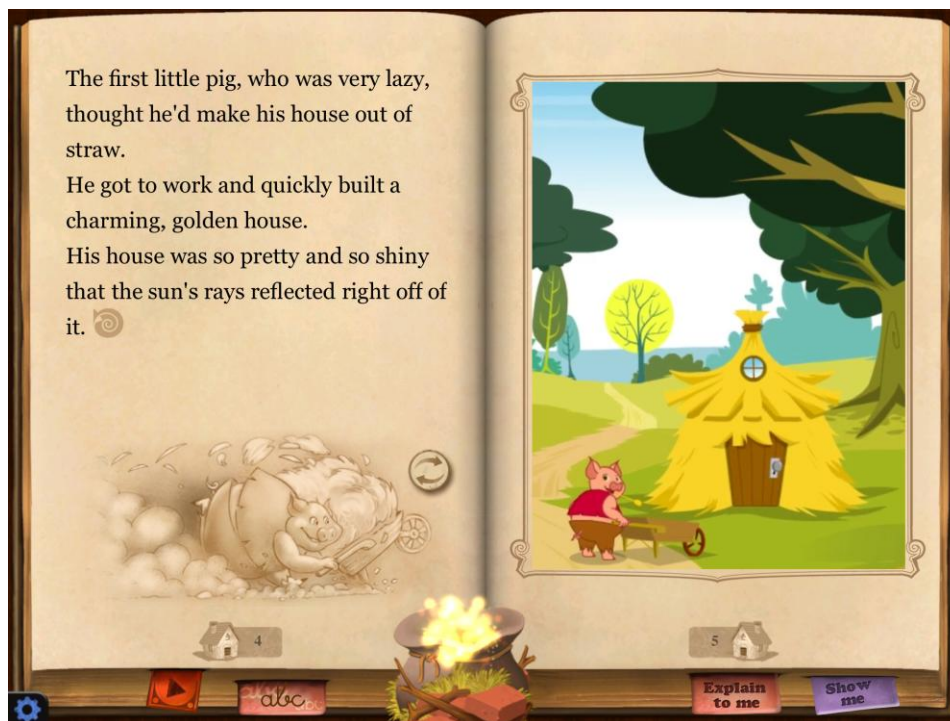 The first little pig, who was very lazy,
thought he'd make his house out of
straw.
He got to work and quickly built a
charming, golden house.
His house was so pretty and so shiny
that the sun's rays reflected right off of
it.
4
5
abc
Explain
to me
Show
me